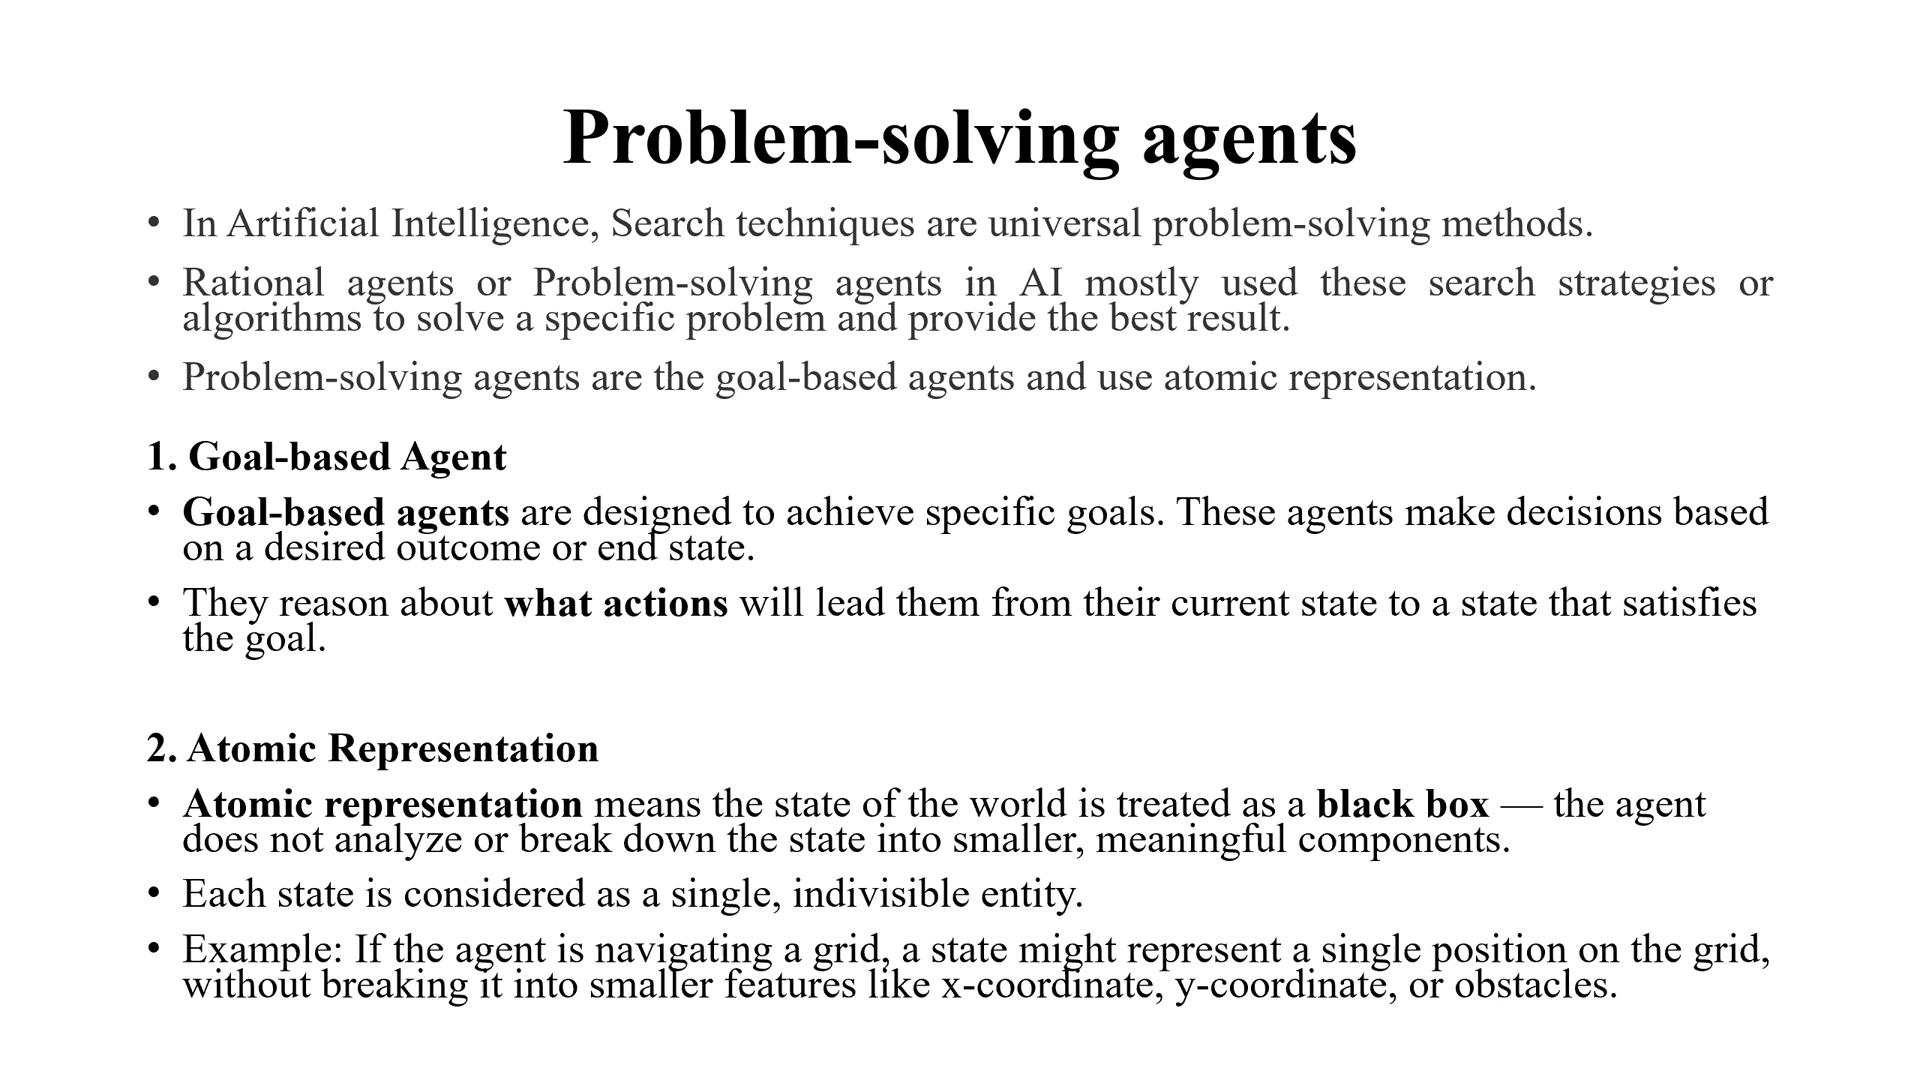 Problem-solving agents
• In Artificial Intelligence, Search techniques are universal problem-solving methods.
• Rational agents or Problem-solving agents in AI mostly used these search strategies or
algorithms to solve a specific problem and provide the best result.
• Problem-solving agents are the goal-based agents and use atomic representation.
1. Goal-based Agent
• Goal-based agents are designed to achieve specific goals. These agents make decisions based
on a desired outcome or end state.
• They reason about what actions will lead them from their current state to a state that satisfies
the goal.
2. Atomic Representation
• Atomic representation means the state of the world is treated as a black box — the agent
does not analyze or break down the state into smaller, meaningful components.
• Each state is considered as a single, indivisible entity.
• Example: If the agent is navigating a grid, a state might represent a single position on the grid,
without breaking it into smaller features like x-coordinate, y-coordinate, or obstacles.